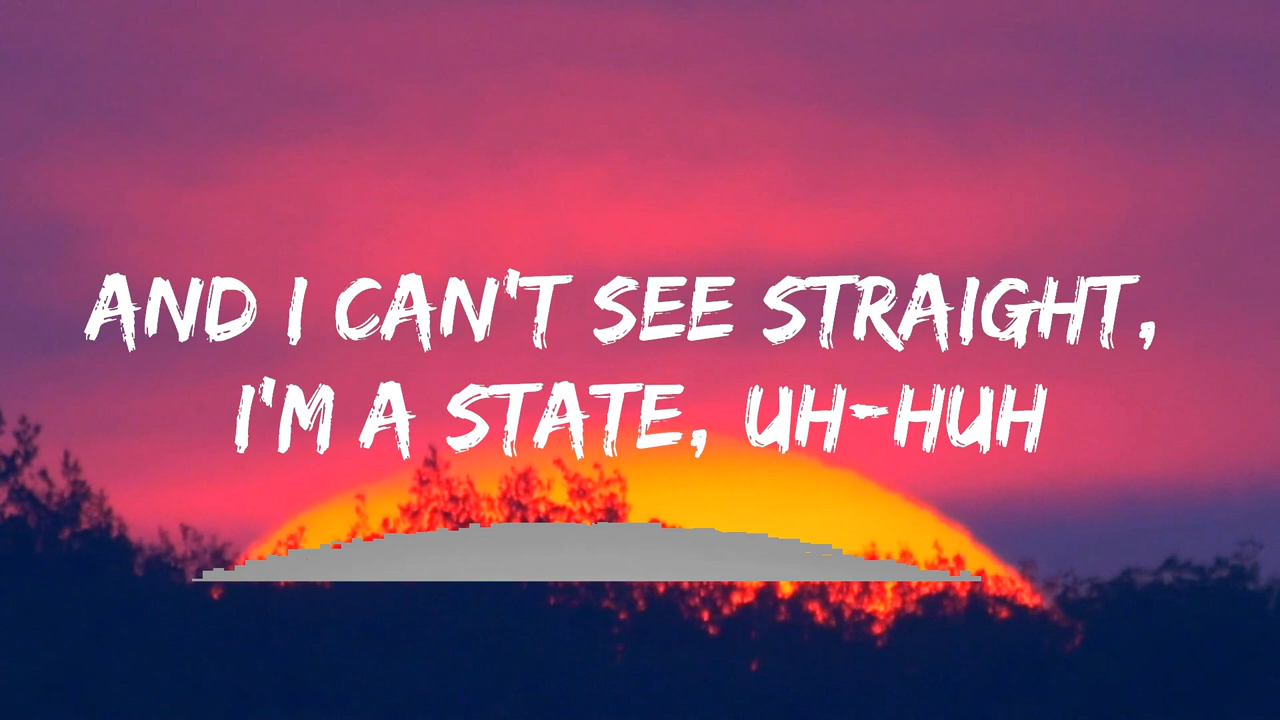 AND I CAN'T SEE STRAIGHT,
I'M A STATE, UH-HUH